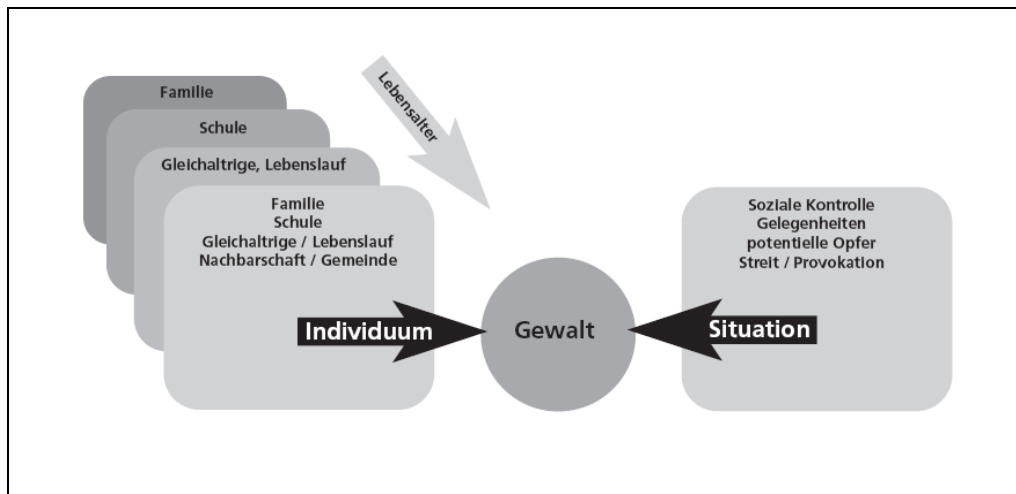 Familie
Schule
Gleichaltrige, Lebenslauf
Familie
Schule
Gleichaltrige / Lebenslauf
Nachbarschaft / Gemeinde
Individuum
Lebensalter
Gewalt
Soziale Kontrolle
Gelegenheiten
potentielle Opfer
Streit / Provokation
Situation